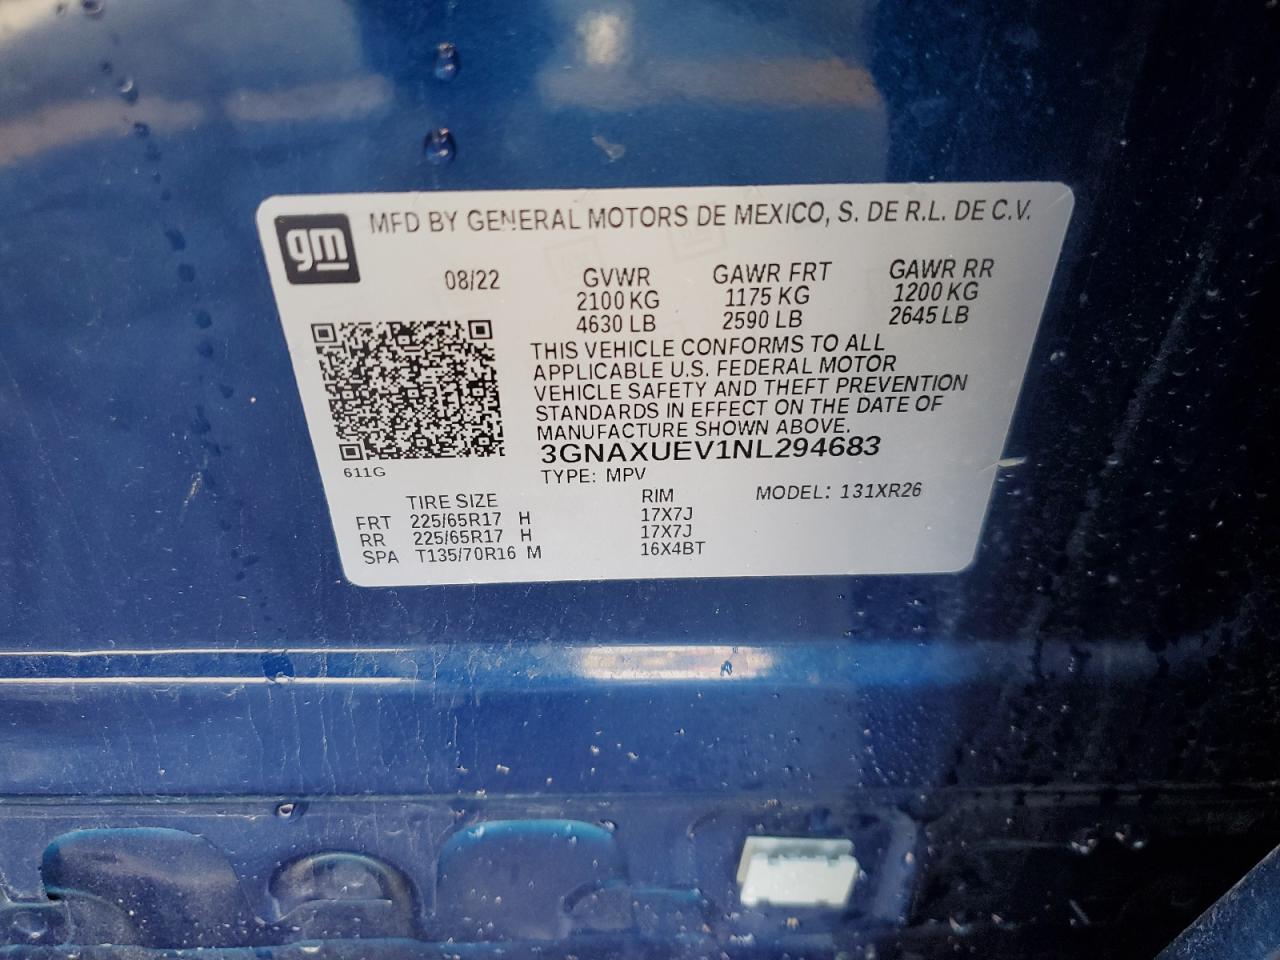 gm MFD BY GENERAL MOTORS DE MEXICO, S. DE R.L. DE C.V.
08/22 GVWR GAWR FRT GAWR RR
2100 KG 1175 KG 1200 KG
4630 LB 2590 LB 2645 LB
THIS VEHICLE CONFORMS TO ALL
APPLICABLE U.S. FEDERAL MOTOR
VEHICLE SAFETY AND THEFT PREVENTION
STANDARDS IN EFFECT ON THE DATE OF
MANUFACTURE SHOWN ABOVE.
3GNAXUEV1NL294683
611G TYPE: MPV
TIRE SIZE RIM MODEL: 131XR26
FRT 225/65R17 H 17X7J
RR 225/65R17 H 17X7J
SPA T135/70R16 M 16X4BT